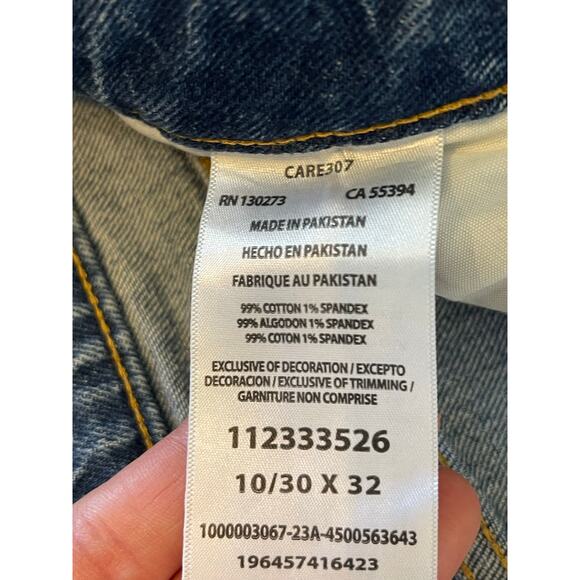 CARE307
RN 130273 CA 55394
MADE IN PAKISTAN
HECHO EN PAKISTAN
FABRIQUE AU PAKISTAN
99% COTTON 1% SPANDEX
99% ALGODON 1% SPANDEX
99% COTON 1% SPANDEX
EXCLUSIVE OF DECORATION / EXCEPTO
DECORACION / EXCLUSIVE OF TRIMMING /
GARNITURE NON COMPRISE
112333526
10/30 X 32
1000003067-23A-4500563643
196457416423